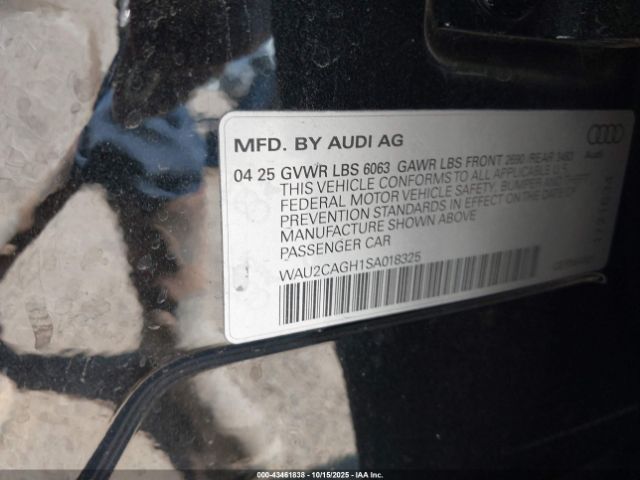 MFD. BY AUDI AG
04 25 GVWR LBS 6063 GAWR LBS FRONT 2690 REAR
THIS VEHICLE CONFORMS TO ALL APPLICABLE U.S.
FEDERAL MOTOR VEHICLE SAFETY, BUMPER AND THEFT
PREVENTION STANDARDS IN EFFECT ON THE DATE OF
MANUFACTURE SHOWN ABOVE
PASSENGER CAR
WAU2CAGH1SA018325
Audi
000-43461838 - 10/15/2025 - IAA Inc.